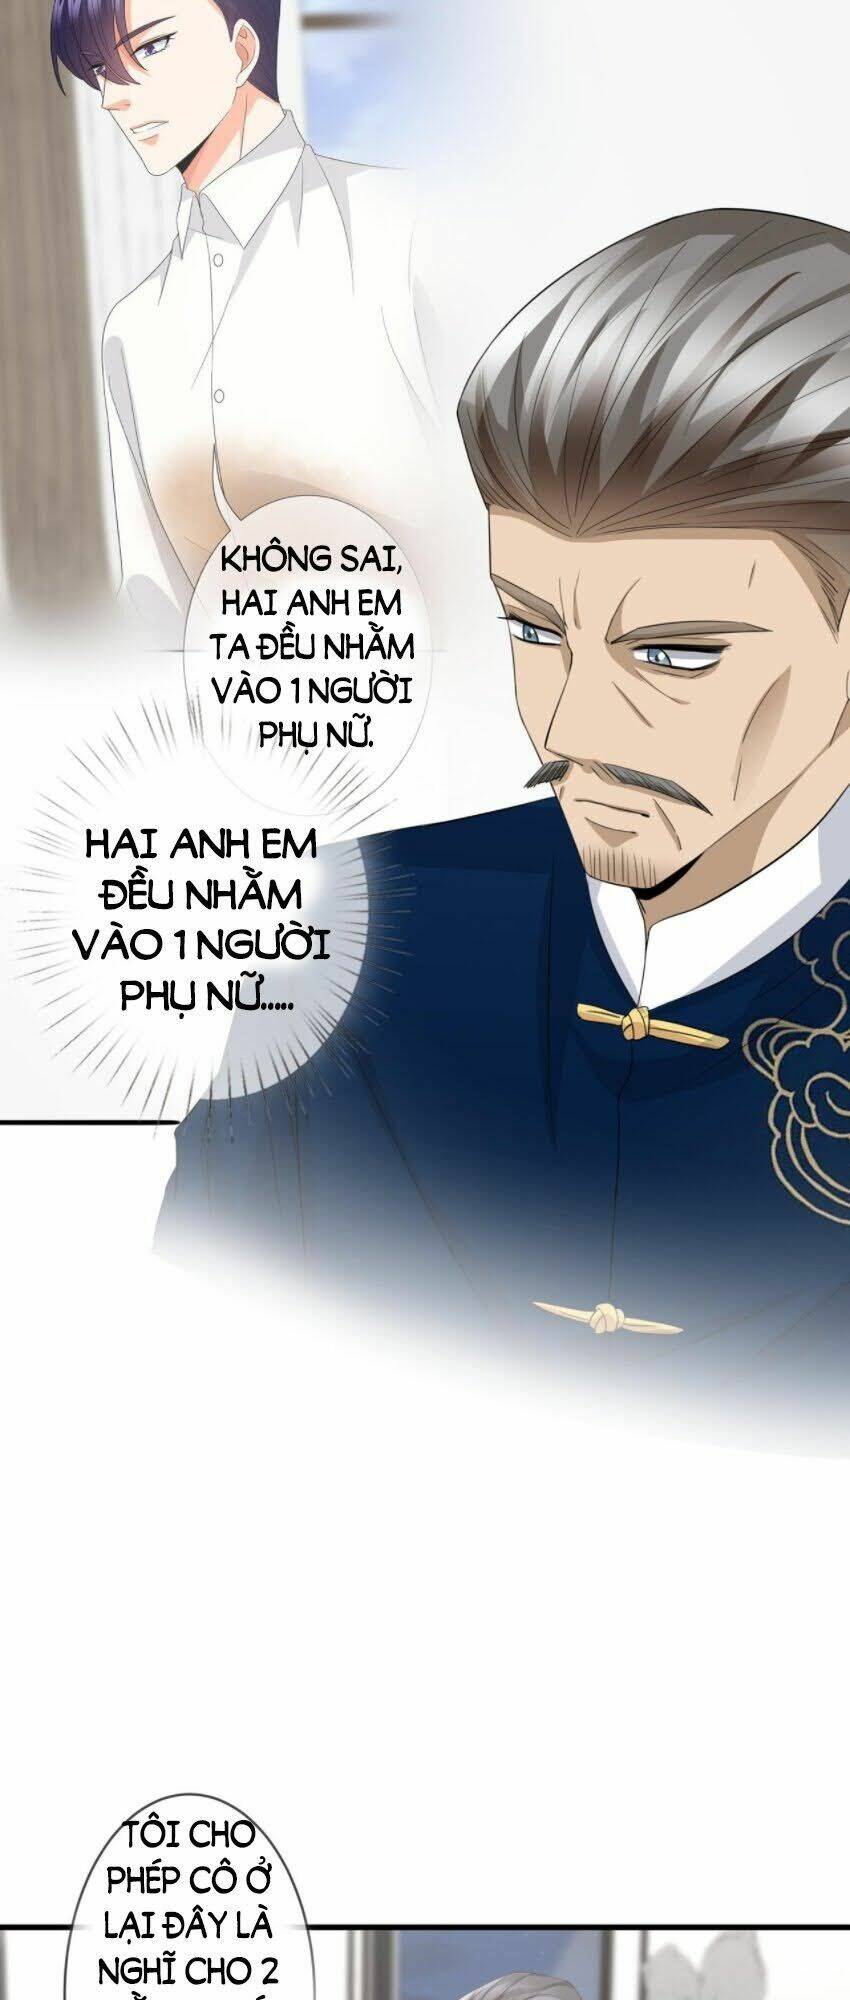 KHÔNG SAI,
HAI ANH EM
TA ĐỀU NHẰM
VÀO 1 NGƯỜI
PHỤ NỮ.
HAI ANH EM
ĐỀU NHẰM
VÀO 1 NGƯỜI
PHỤ NỮ.....
TÔI CHO
PHÉP CÔ Ở
LẠI ĐÂY LÀ
NGHĨ CHO 2